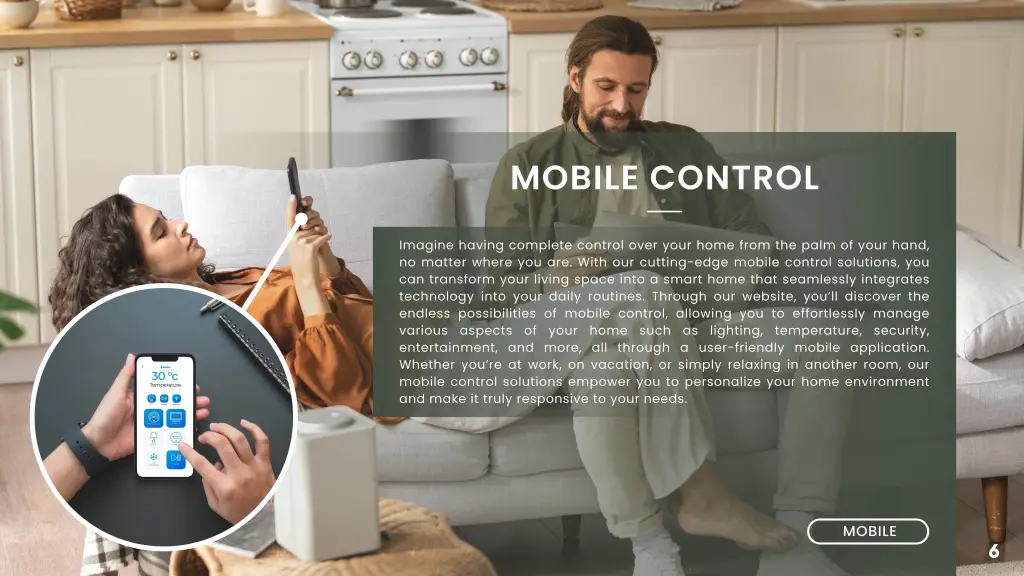 MOBILE CONTROL
Imagine having complete control over your home from the palm of your hand,
no matter where you are. With our cutting-edge mobile control solutions, you
can transform your living space into a smart home that seamlessly integrates
technology into your daily routines. Through our website, you'll discover the
endless possibilities of mobile control, allowing you to effortlessly manage
various aspects of your home such as lighting, temperature, security,
entertainment, and more, all through a user-friendly mobile application.
Whether you're at work, on vacation, or simply relaxing in another room, our
mobile control solutions empower you to personalize your home environment
and make it truly responsive to your needs.
30 °c
Temperature
MOBILE
6